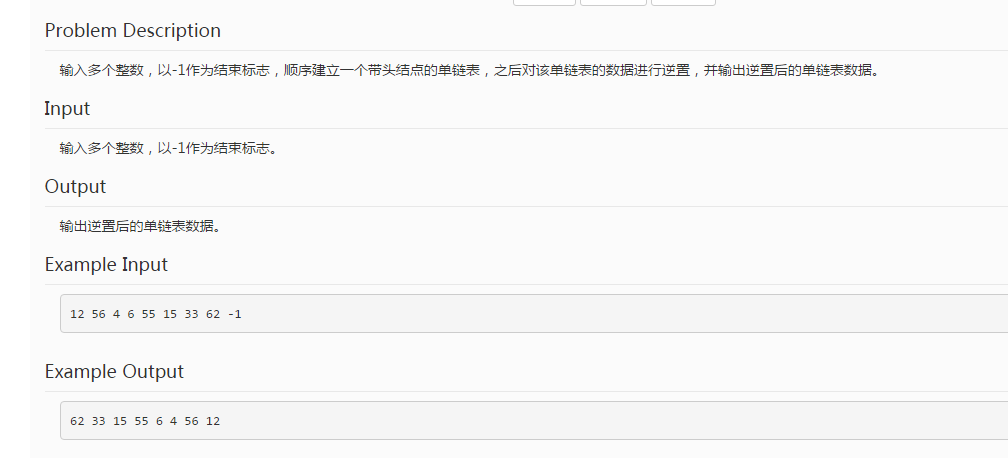 Problem Description
输入多个整数，以-1作为结束标志，顺序建立一个带头结点的单链表，之后对该单链表的数据进行逆置，并输出逆置后的单链表数据。
Input
输入多个整数，以-1作为结束标志。
Output
输出逆置后的单链表数据。
Example Input
12 56 4 6 55 15 33 62 -1
Example Output
62 33 15 55 6 4 56 12